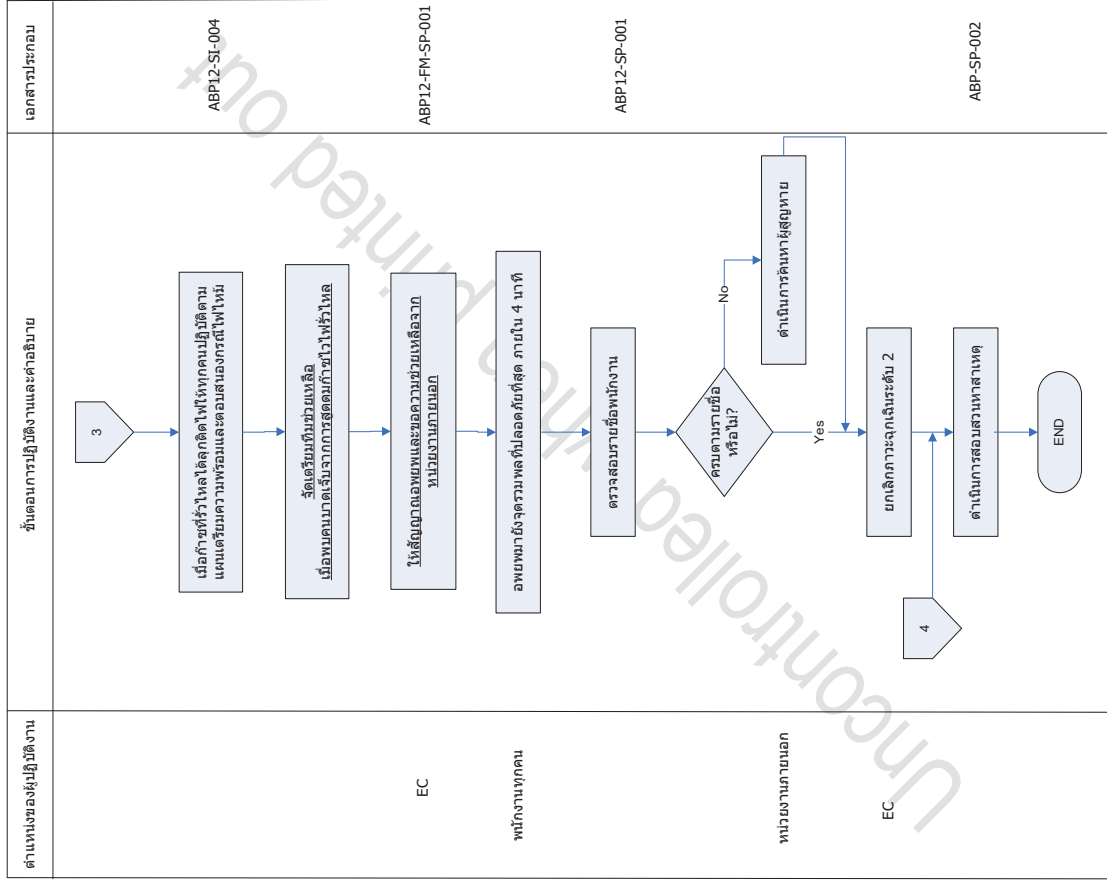 ตำแหน่งของผู้ปฏิบัติงาน
ขั้นตอนการปฏิบัติงานและคำอธิบาย
เอกสารประกอบ
3
เมื่อก๊าซที่รั่วไหลได้ลุกติดไฟให้ทุกคนปฏิบัติตาม
แผนเตรียมความพร้อมและตอบสนองกรณีไฟไหม้
ABP12-SI-004
จัดเตรียมทีมช่วยเหลือ
เมื่อพบคนบาดเจ็บจากการสูดดมก๊าซไวไฟรั่วไหล
EC
ให้สัญญาณอพยพและขอความช่วยเหลือจาก
หน่วยงานภายนอก
ABP12-FM-SP-001
พนักงานทุกคน
อพยพมายังจุดรวมพลที่ปลอดภัยที่สุด ภายใน 4 นาที
ตรวจสอบรายชื่อพนักงาน
ABP12-SP-001
ครบตามรายชื่อ
หรือไม่?
No
ดำเนินการค้นหาผู้สูญหาย
หน่วยงานภายนอก
Yes
EC
ยกเลิกภาวะฉุกเฉินระดับ 2
4
ดำเนินการสอบสวนหาสาเหตุ
ABP-SP-002
END
Uncontrolled when printed out